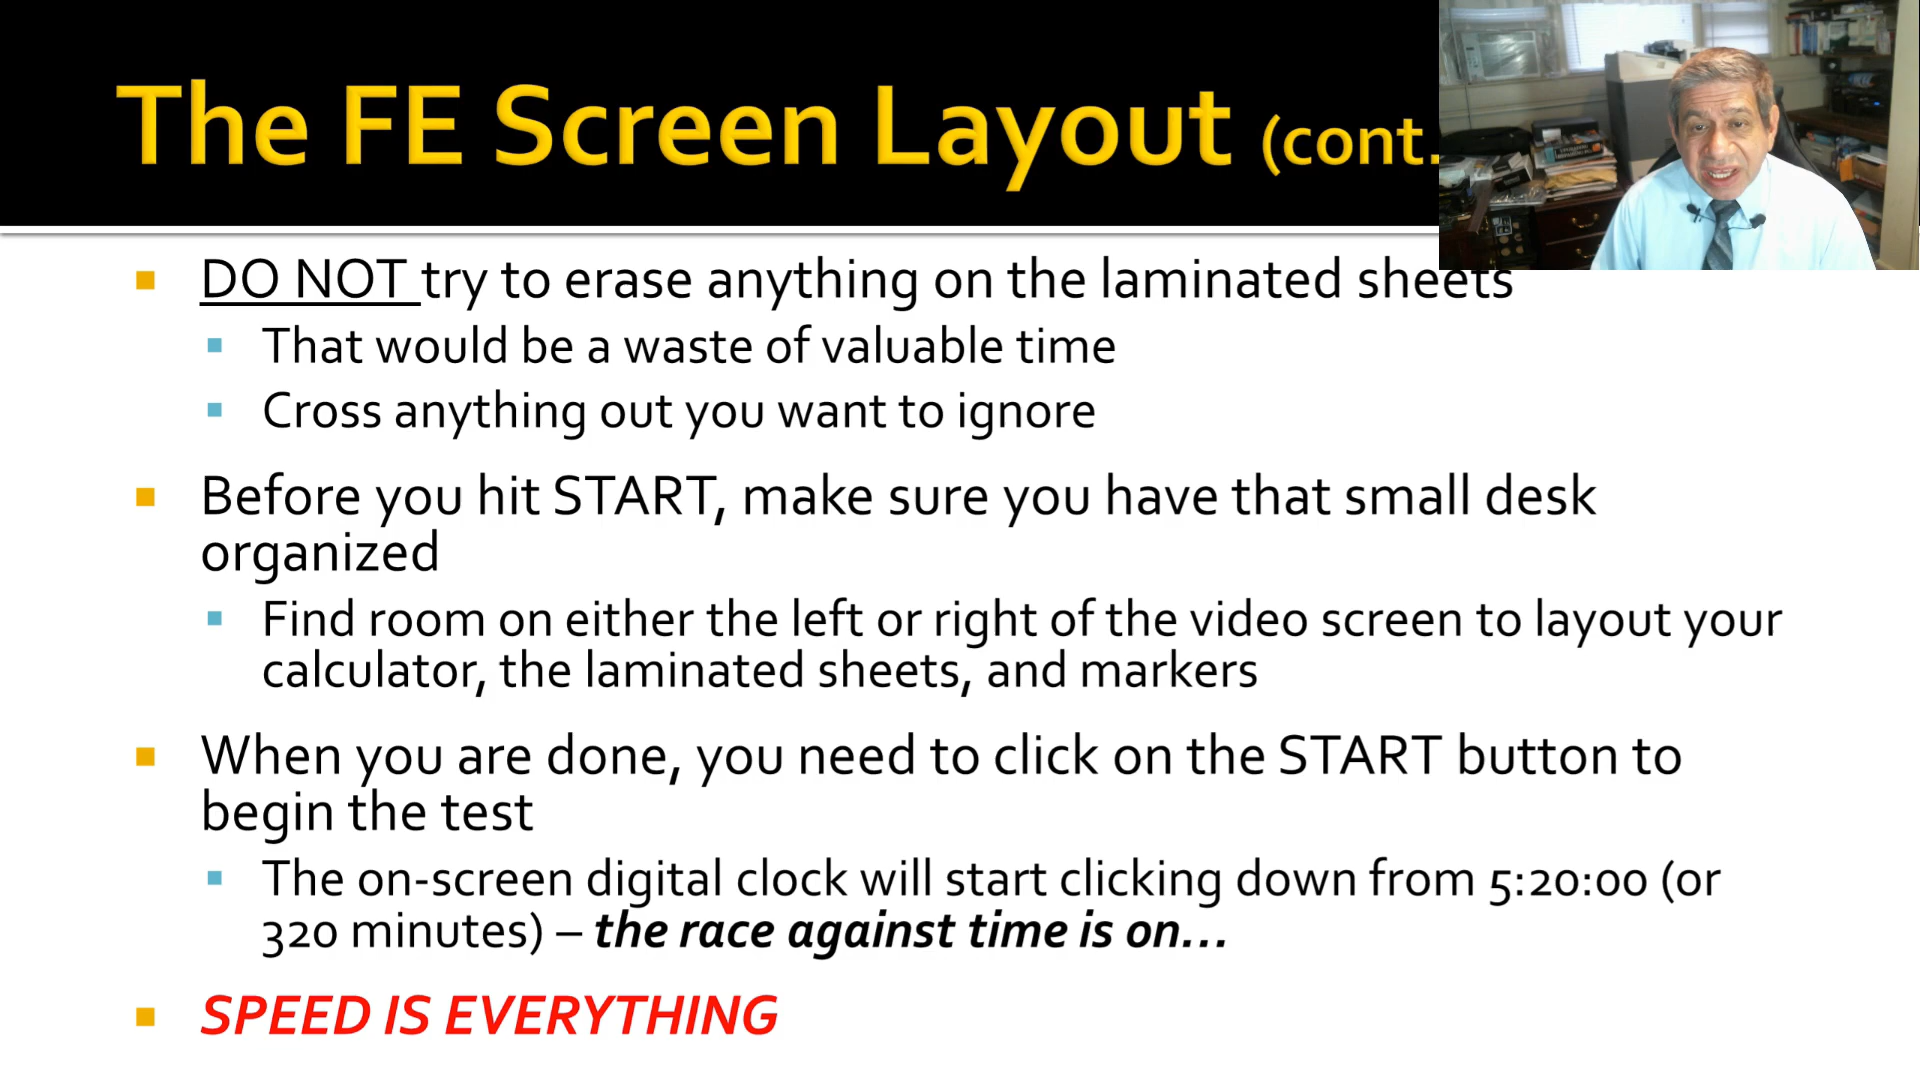 The FE Screen Layout (cont.
DO NOT try to erase anything on the laminated sheets
That would be a waste of valuable time
Cross anything out you want to ignore
Before you hit START, make sure you have that small desk
organized
Find room on either the left or right of the video screen to layout your
calculator, the laminated sheets, and markers
When you are done, you need to click on the START button to
begin the test
The on-screen digital clock will start clicking down from 5:20:00 (or
320 minutes) – the race against time is on...
SPEED IS EVERYTHING